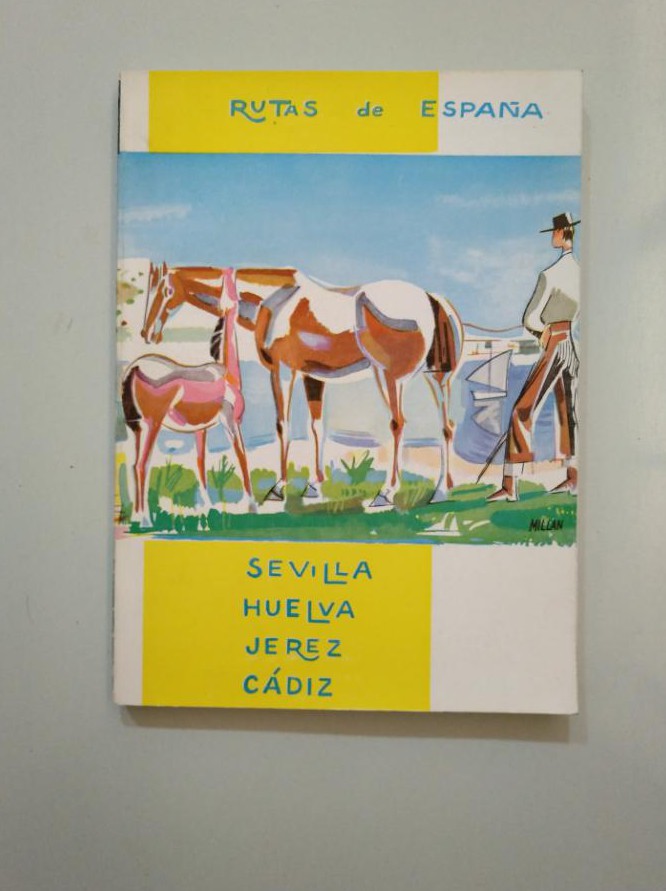 RUTAS de ESPAÑA
MILLAN
SEVILLA
HUELVA
JEREZ
CÁDIZ